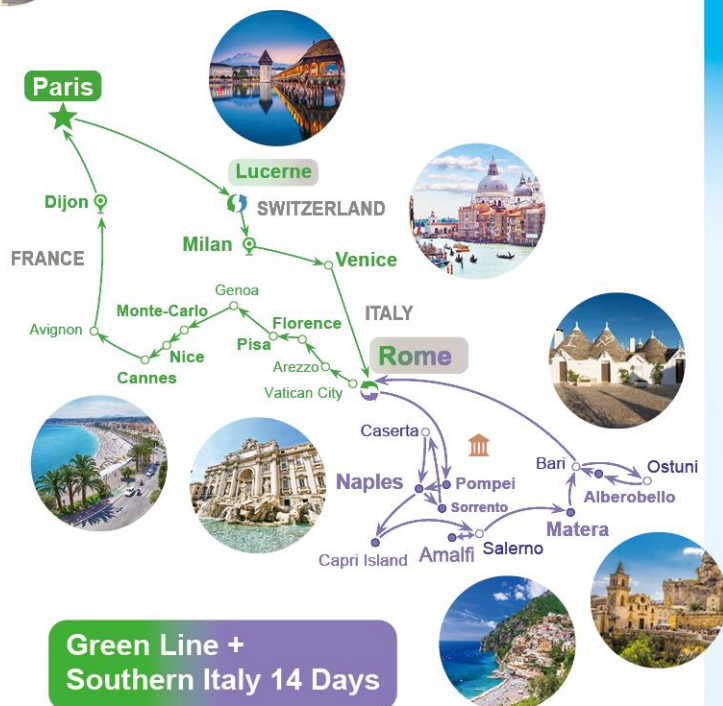 Paris
Lucerne
Dijon
SWITZERLAND
Milan
FRANCE
Venice
Genoa
Monte-Carlo
ITALY
Avignon
Florence
Pisa
Nice
Rome
Cannes
Arezzo
Vatican City
Caserta
Bari
Ostuni
Naples
Pompei
Alberobello
Sorrento
Matera
Capri Island
Amalfi
Salerno
Green Line +
Southern Italy 14 Days